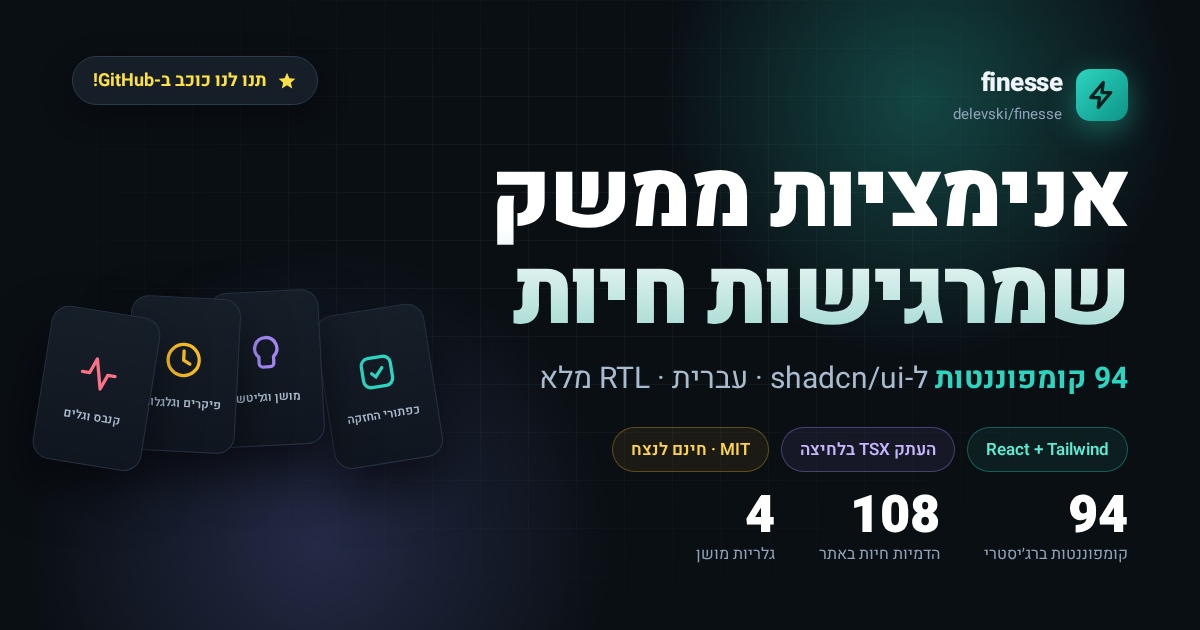 finesse
delevski/finesse
תנו לנו כוכב ב-GitHub!
אנימציות ממשק
שמרגישות חיות
94 קומפוננטות ל-shadcn/ui · עברית · RTL מלא
React + Tailwind
העתק TSX בלחיצה
MIT · חינם לנצח
94
קומפוננטות ברג'יסטרי
108
הדמיות חיות באתר
4
גלריות מושן
כפתורי החזקה
מושן וגליטש
פיקרים וגלגלו
קנבס וגלים